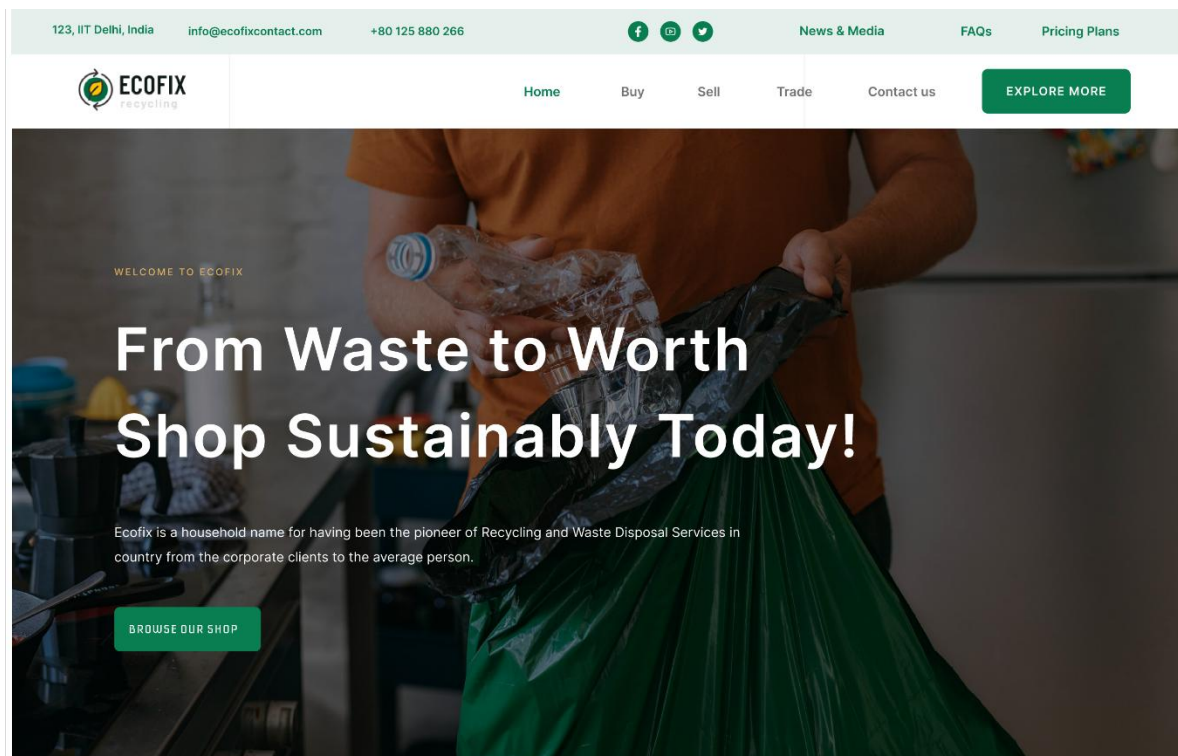 123, IIT Delhi, India info@ecofixcontact.com +80 125 880 266 News & Media FAQs Pricing Plans
ECOFIX
recycling
Home Buy Sell Trade Contact us EXPLORE MORE
WELCOME TO ECOFIX
From Waste to Worth
Shop Sustainably Today!
Ecofix is a household name for having been the pioneer of Recycling and Waste Disposal Services in
country from the corporate clients to the average person.
BROWSE OUR SHOP